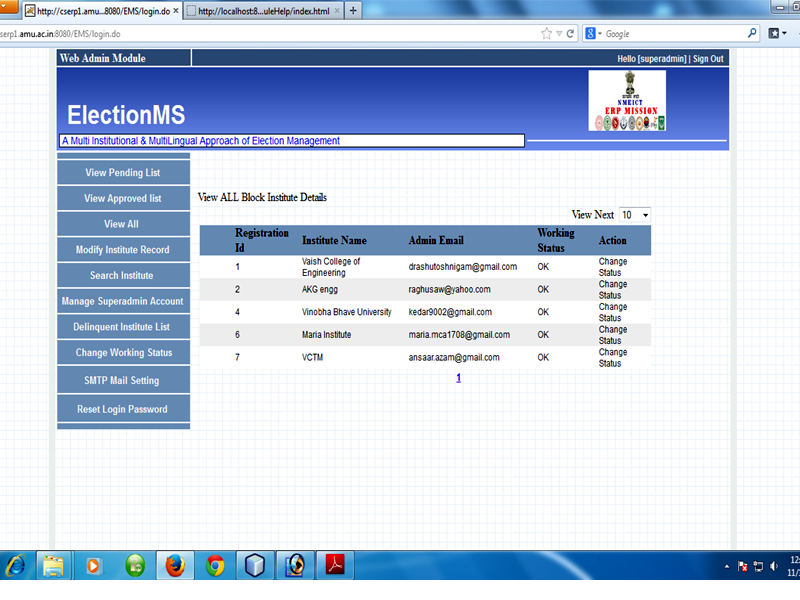 http://cserp1.amu...8080/EMS/login.do
http://localhost:8...uleHelp/index.html
serp1.amu.ac.in:8080/EMS/login.do
Google
Web Admin Module
Hello [superadmin] | Sign Out
ElectionMS
NMEICT
ERP MISSION
A Multi Institutional & MultiLingual Approach of Election Management
View Pending List
View Approved list
View All
Modify Institute Record
Search Institute
Manage Superadmin Account
Delinquent Institute List
Change Working Status
SMTP Mail Setting
Reset Login Password
View ALL Block Institute Details
View Next 10
Registration Id Institute Name Admin Email Working Status Action
1 Vaish College of Engineering drashutoshnigam@gmail.com OK Change Status
2 AKG engg raghusaw@yahoo.com OK Change Status
4 Vinobha Bhave University kedar9002@gmail.com OK Change Status
6 Maria Institute maria.mca1708@gmail.com OK Change Status
7 VCTM ansaar.azam@gmail.com OK Change Status
1
12:
11/